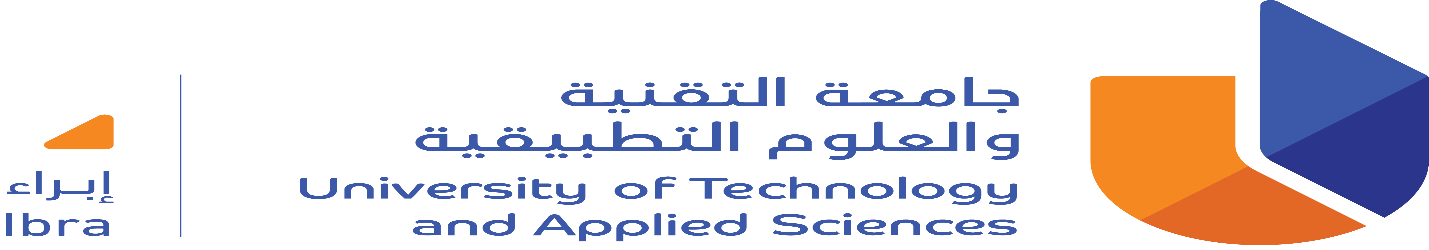 جامعة التقنية
والعلوم التطبيقية
University of Technology
and Applied Sciences
إبراء
Ibra